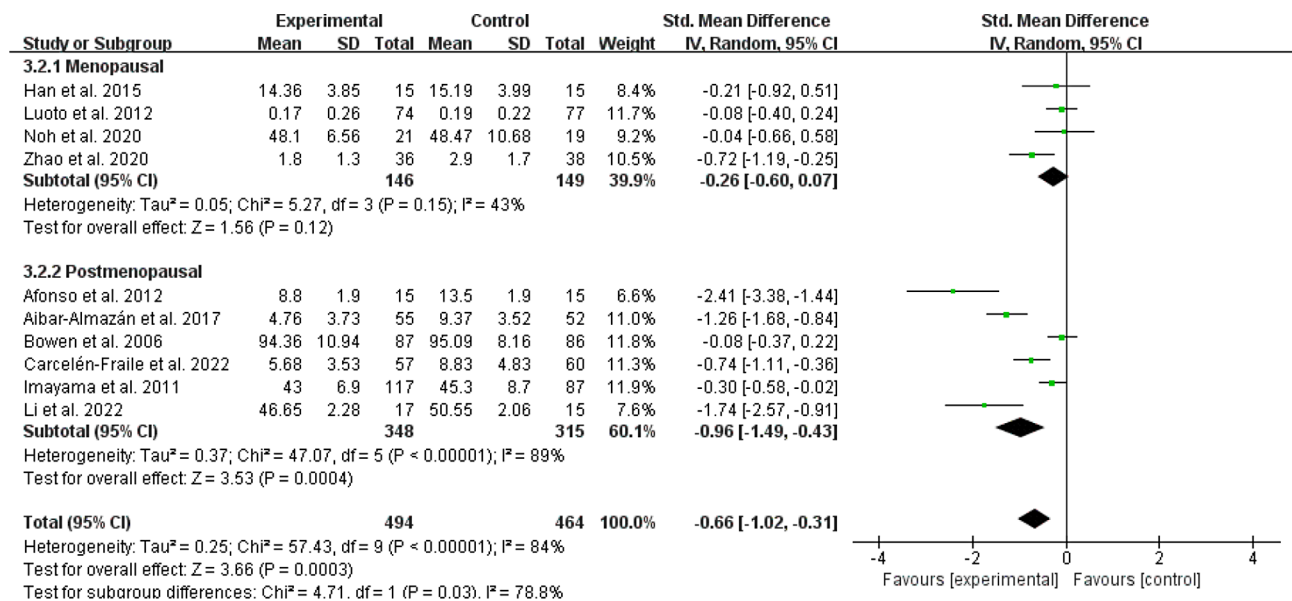 Experimental Control Std. Mean Difference Std. Mean Difference
Study or Subgroup Mean SD Total Mean SD Total Weight IV, Random, 95% CI IV, Random, 95% CI
3.2.1 Menopausal
Han et al. 2015 14.36 3.85 15 15.19 3.99 15 8.4% -0.21 [-0.92, 0.51]
Luoto et al. 2012 0.17 0.26 74 0.19 0.22 77 11.7% -0.08 [-0.40, 0.24]
Noh et al. 2020 48.1 6.56 21 48.47 10.68 19 9.2% -0.04 [-0.66, 0.58]
Zhao et al. 2020 1.8 1.3 36 2.9 1.7 38 10.5% -0.72 [-1.19, -0.25]
Subtotal (95% CI) 146 149 39.9% -0.26 [-0.60, 0.07]
Heterogeneity: Tau² = 0.05; Chi² = 5.27, df = 3 (P = 0.15); I² = 43%
Test for overall effect: Z = 1.56 (P = 0.12)
3.2.2 Postmenopausal
Afonso et al. 2012 8.8 1.9 15 13.5 1.9 15 6.6% -2.41 [-3.38, -1.44]
Aibar-Almazán et al. 2017 4.76 3.73 55 9.37 3.52 52 11.0% -1.26 [-1.68, -0.84]
Bowen et al. 2006 94.36 10.94 87 95.09 8.16 86 11.8% -0.08 [-0.37, 0.22]
Carcelén-Fraile et al. 2022 5.68 3.53 57 8.83 4.83 60 11.3% -0.74 [-1.11, -0.36]
Imayama et al. 2011 43 6.9 117 45.3 8.7 87 11.9% -0.30 [-0.58, -0.02]
Li et al. 2022 46.65 2.28 17 50.55 2.06 15 7.6% -1.74 [-2.57, -0.91]
Subtotal (95% CI) 348 315 60.1% -0.96 [-1.49, -0.43]
Heterogeneity: Tau² = 0.37; Chi² = 47.07, df = 5 (P < 0.00001); I² = 89%
Test for overall effect: Z = 3.53 (P = 0.0004)
Total (95% CI) 494 464 100.0% -0.66 [-1.02, -0.31]
Heterogeneity: Tau² = 0.25; Chi² = 57.43, df = 9 (P < 0.00001); I² = 84%
Test for overall effect: Z = 3.66 (P = 0.0003)
Test for subgroup differences: Chi² = 4.71, df = 1 (P = 0.03), I² = 78.8%
-4 -2 0 2 4
Favours [experimental] Favours [control]